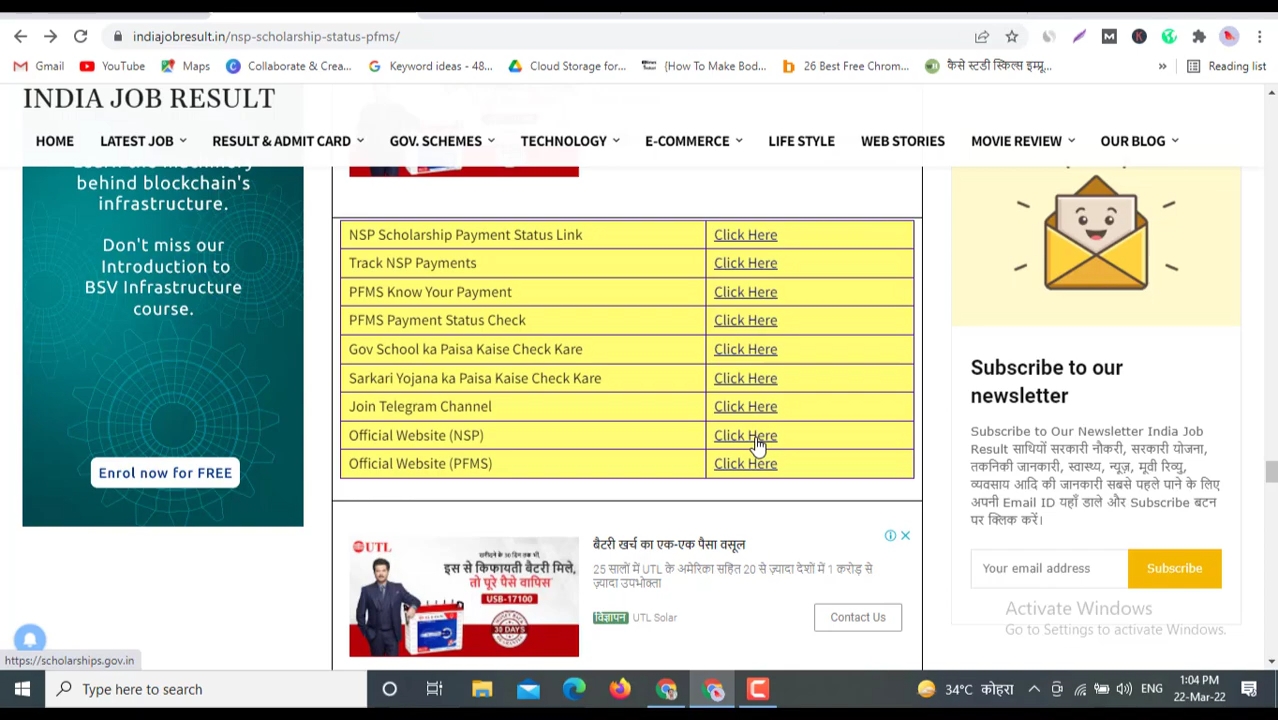 indiajobresult.in/nsp-scholarship-status-pfms/
Gmail
YouTube
Maps
Collaborate & Crea...
Keyword ideas - 48...
Cloud Storage for...
{How To Make Bod...
26 Best Free Chrom...
कैसे स्टडी स्किल्स इम्प्रू...
»
Reading list
INDIA JOB RESULT
HOME
LATEST JOB
RESULT & ADMIT CARD
GOV. SCHEMES
TECHNOLOGY
E-COMMERCE
LIFE STYLE
WEB STORIES
MOVIE REVIEW
OUR BLOG
behind blockchain's
infrastructure.
Don't miss our
Introduction to
BSV Infrastructure
course.
Enrol now for FREE
NSP Scholarship Payment Status Link Click Here
Track NSP Payments Click Here
PFMS Know Your Payment Click Here
PFMS Payment Status Check Click Here
Gov School ka Paisa Kaise Check Kare Click Here
Sarkari Yojana ka Paisa Kaise Check Kare Click Here
Join Telegram Channel Click Here
Official Website (NSP) Click Here
Official Website (PFMS) Click Here
UTL
इस से किफायती बैटरी मिले,
तो पूरे पैसे वापिस
USB-17100
30 DAYS
बैटरी खर्च का एक-एक पैसा वसूल
25 सालों में UTL के अमेरिका सहित 20 से ज़्यादा देशों में 1 करोड़ से
ज़्यादा उपभोक्ता
विज्ञापन UTL Solar
Contact Us
Subscribe to our
newsletter
Subscribe to Our Newsletter India Job
Result साथियों सरकारी नौकरी, सरकारी योजना,
तकनिकी जानकारी, स्वास्थ्य, न्यूज़, मूवी रिव्यु,
व्यवसाय आदि की जानकारी सबसे पहले पाने के लिए
अपनी Email ID यहाँ डाले और Subscribe बटन
पर क्लिक करें।
Your email address
Subscribe
Activate Windows
Go to Settings to activate Windows.
https://scholarships.gov.in
Type here to search
34°C कोहरा
ENG
1:04 PM
22-Mar-22